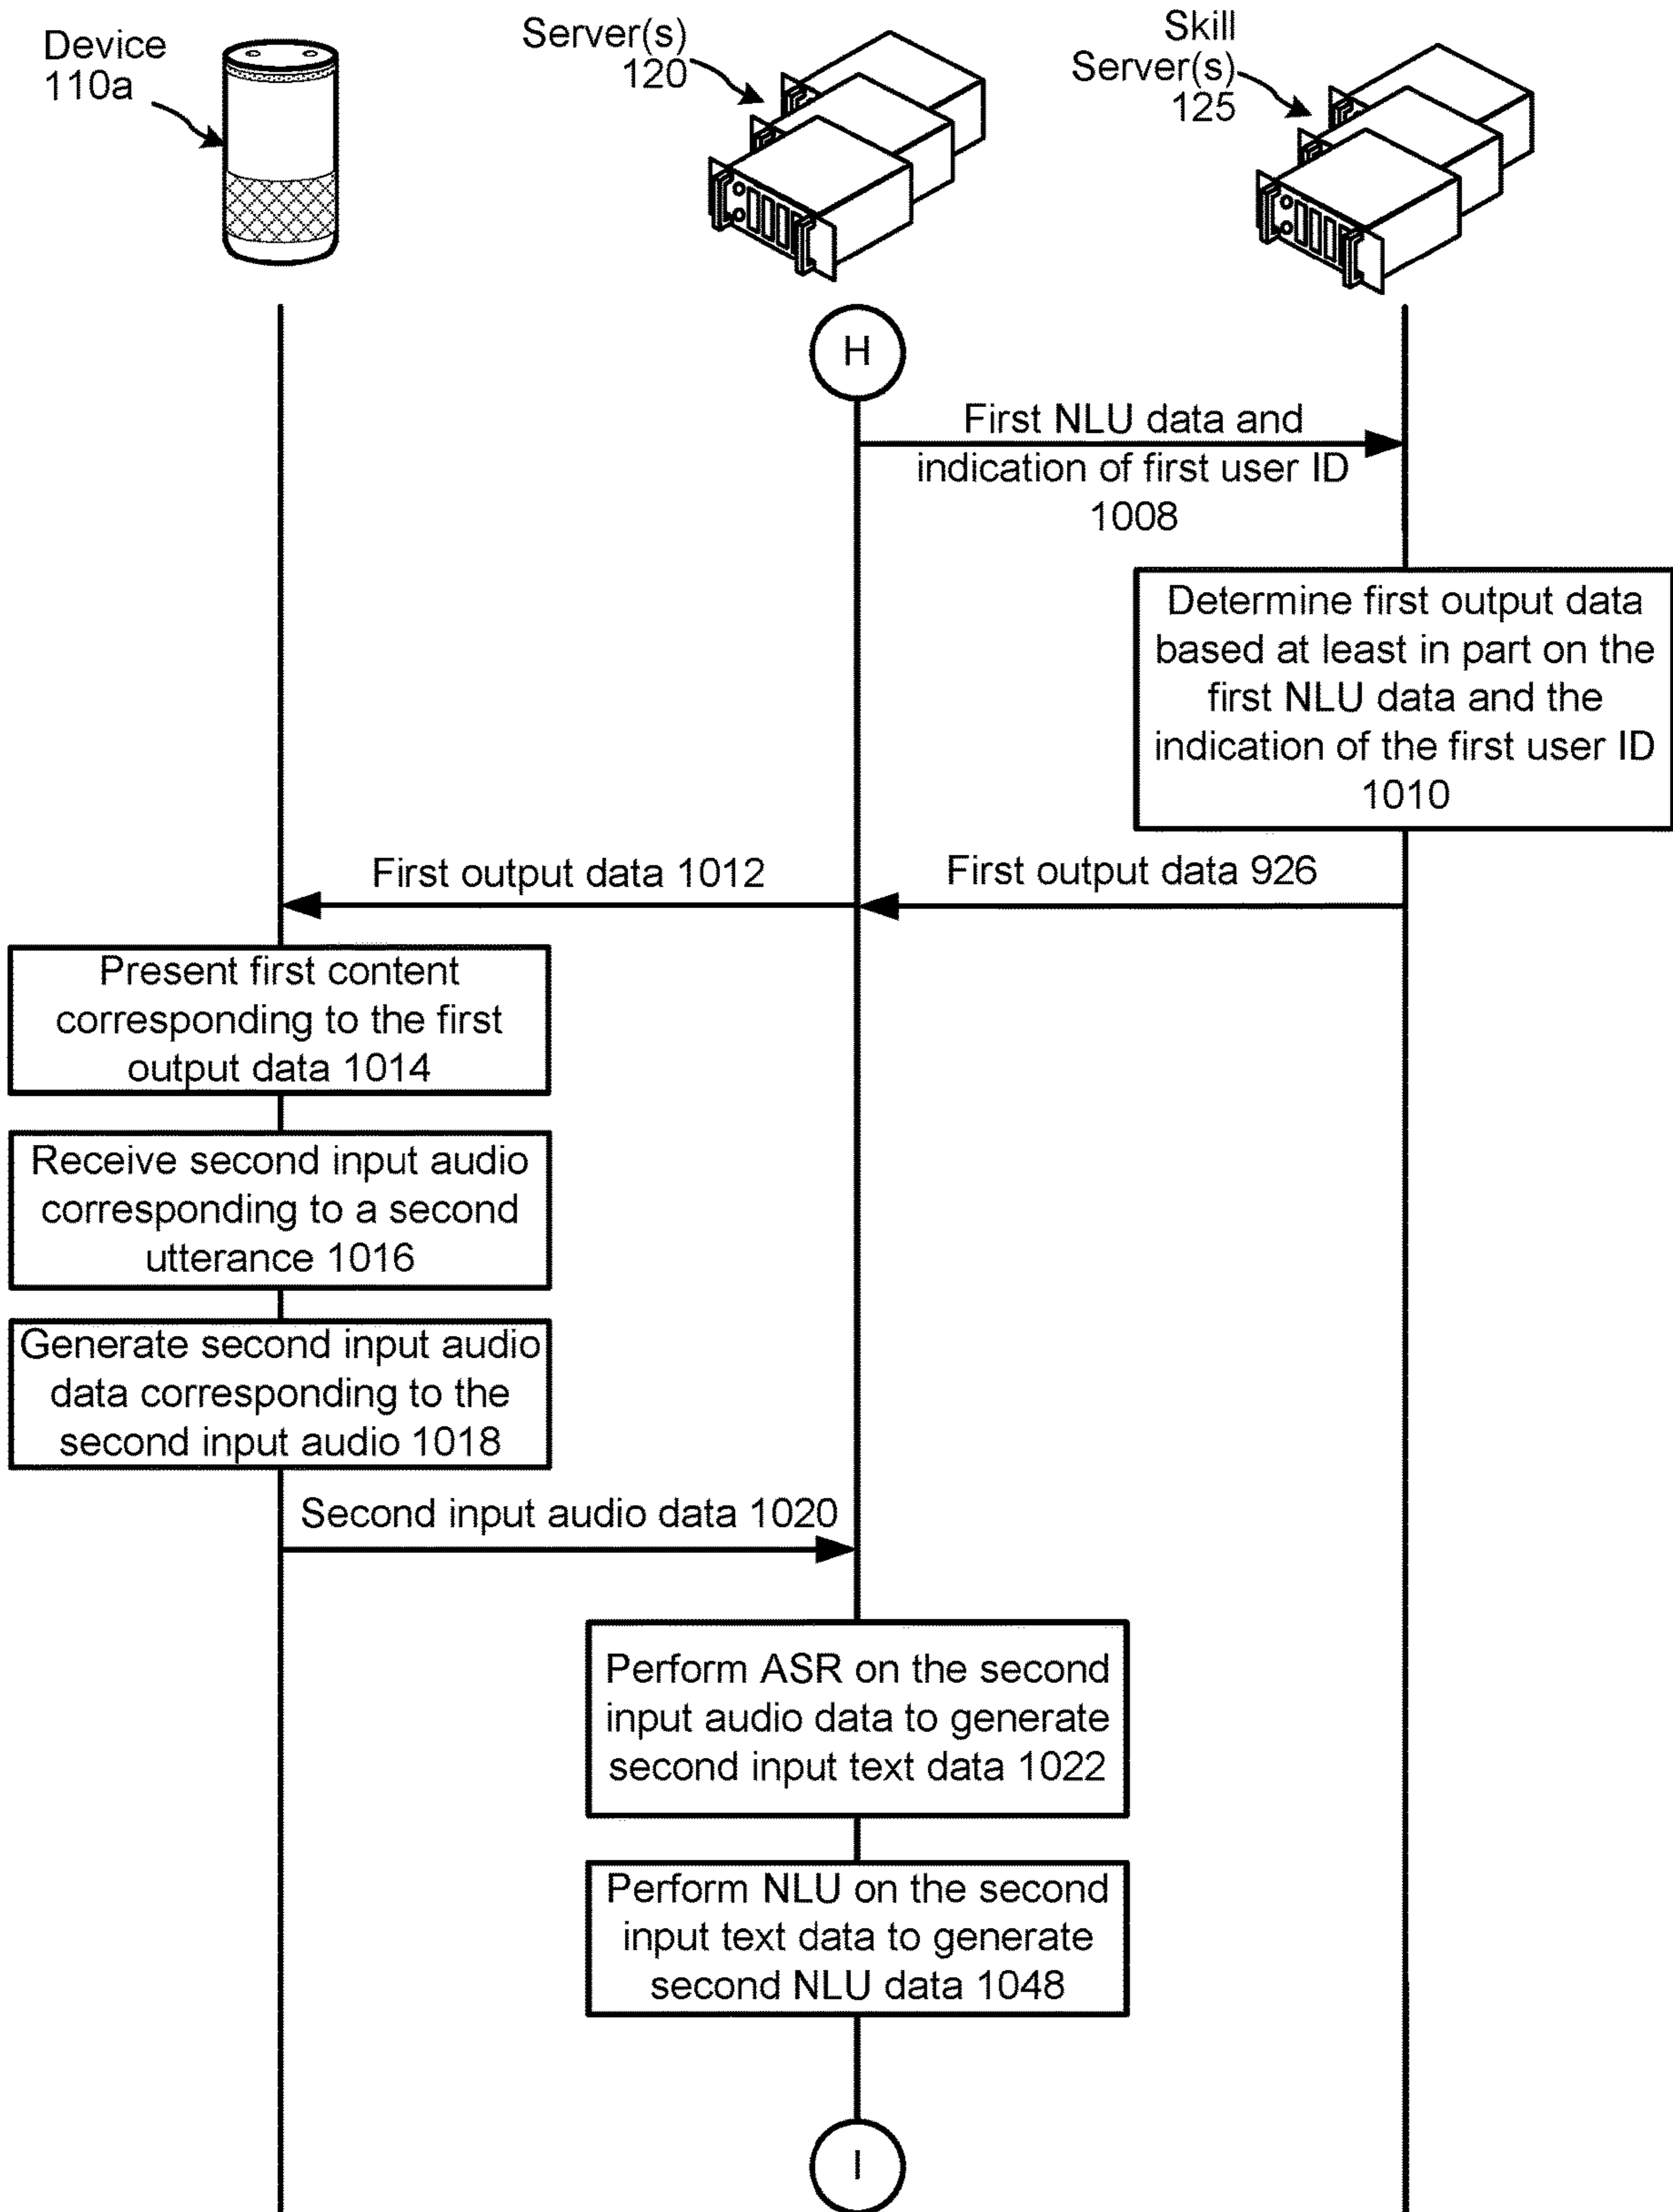 Device
110a
Server(s)
120
Skill
Server(s)
125
H
First NLU data and
indication of first user ID
1008
Determine first output data
based at least in part on the
first NLU data and the
indication of the first user ID
1010
First output data 1012
First output data 926
Present first content
corresponding to the first
output data 1014
Receive second input audio
corresponding to a second
utterance 1016
Generate second input audio
data corresponding to the
second input audio 1018
Second input audio data 1020
Perform ASR on the second
input audio data to generate
second input text data 1022
Perform NLU on the second
input text data to generate
second NLU data 1048
I